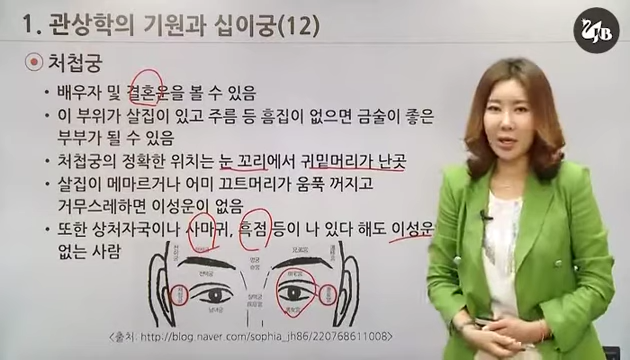 1. 관상학의 기원과 십이궁(12)
처첩궁
• 배우자 및 결혼운을 볼 수 있음
• 이 부위가 살집이 있고 주름 등 흠집이 없으면 금술이 좋은
부부가 될 수 있음
• 처첩궁의 정확한 위치는 눈 꼬리에서 귀밑머리가 난곳
• 살집이 메마르거나 어미 끄트머리가 움푹 꺼지고
거무스레하면 이성운이 없음
• 또한 상처자국이나 사마귀, 흑점 등이 나 있다 해도 이성운
없는 사람
<출처: http://blog.naver.com/sophia_jh86/220768611008>